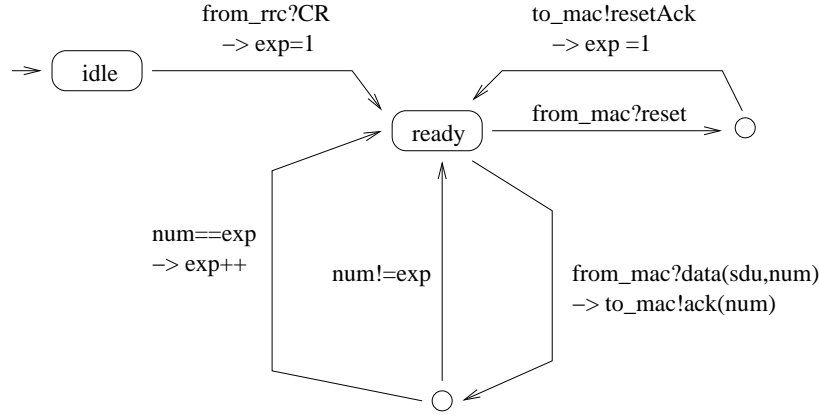 from_rrc?CR
−> exp=1
to_mac!resetAck
−> exp =1
idle
from_mac?reset
ready
num==exp
−> exp++
num!=exp
from_mac?data(sdu,num)
−> to_mac!ack(num)